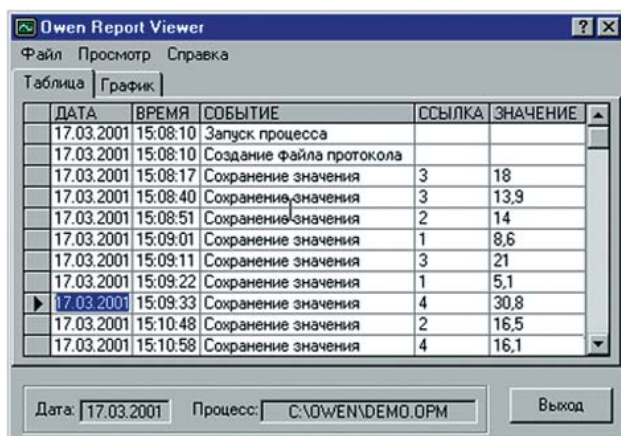 Owen Report Viewer
Файл Просмотр Справка
Таблица График
ДАТА ВРЕМЯ СОБЫТИЕ ССЫЛКА ЗНАЧЕНИЕ
17.03.2001 15:08:10 Запуск процесса
17.03.2001 15:08:10 Создание файла протокола
17.03.2001 15:08:17 Сохранение значения 3 18
17.03.2001 15:08:40 Сохранение значения 3 13,9
17.03.2001 15:08:51 Сохранение значения 2 14
17.03.2001 15:09:01 Сохранение значения 1 8,6
17.03.2001 15:09:11 Сохранение значения 3 21
17.03.2001 15:09:22 Сохранение значения 1 5,1
17.03.2001 15:09:33 Сохранение значения 4 30,8
17.03.2001 15:10:48 Сохранение значения 2 16,5
17.03.2001 15:10:58 Сохранение значения 4 16,1
Дата: 17.03.2001 Процесс: C:\OWEN\DEMO.OPM Выход